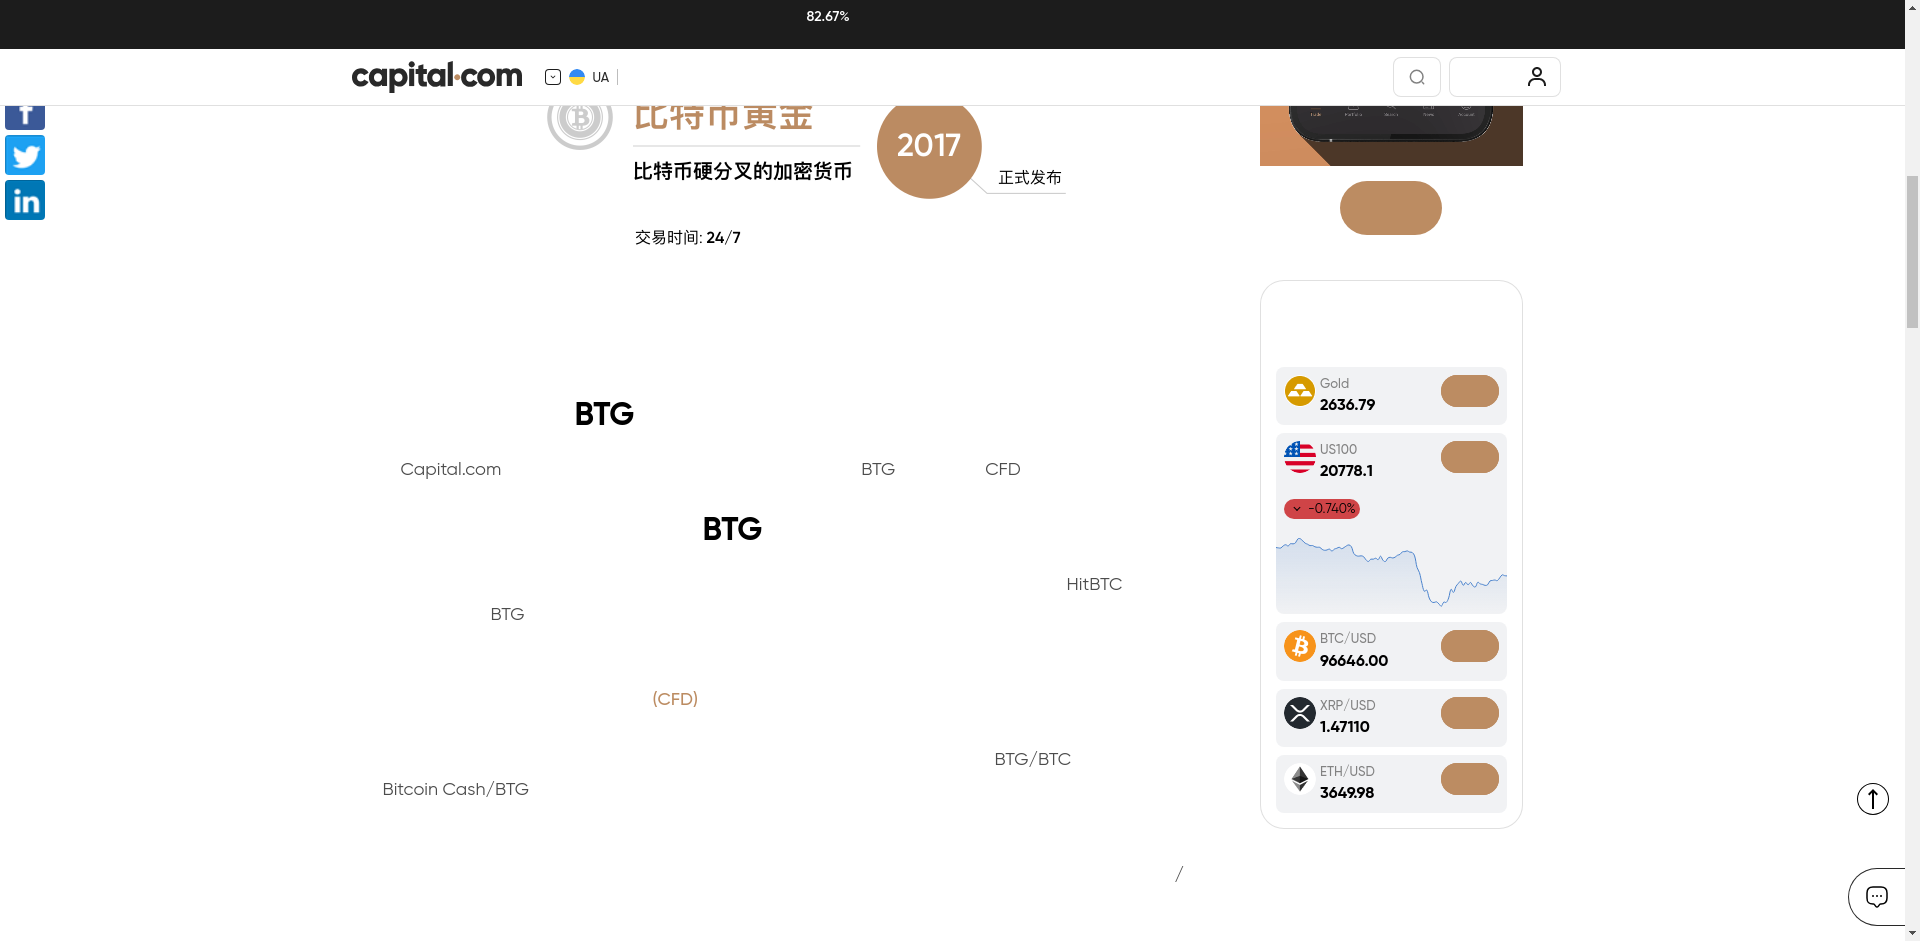 82.67%
capital.com
UA
比特币黄金
2017
比特币硬分叉的加密货币
正式发布
交易时间: 24/7
BTG
Capital.com BTG CFD
BTG
HitBTC
BTG
(CFD)
BTG/BTC
Bitcoin Cash/BTG
/
Gold
2636.79
US100
20778.1
-0.740%
BTC/USD
96646.00
XRP/USD
1.47110
ETH/USD
3649.98